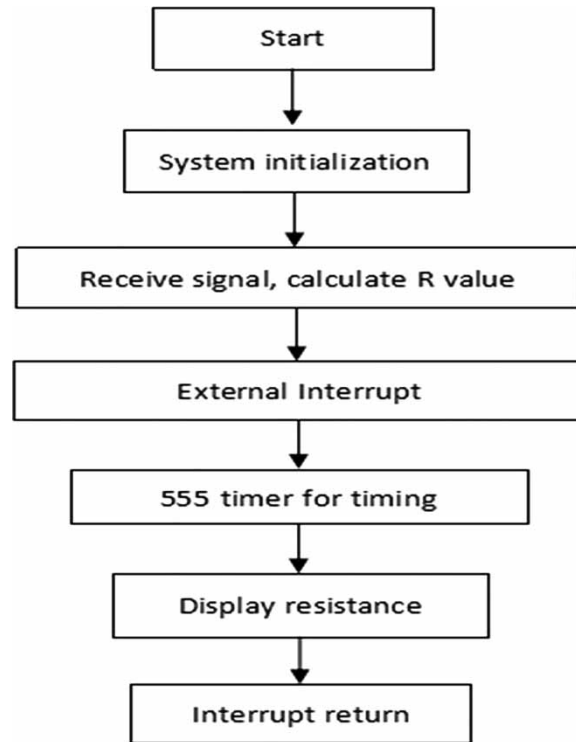 Start
System initialization
Receive signal, calculate R value
External Interrupt
555 timer for timing
Display resistance
Interrupt return